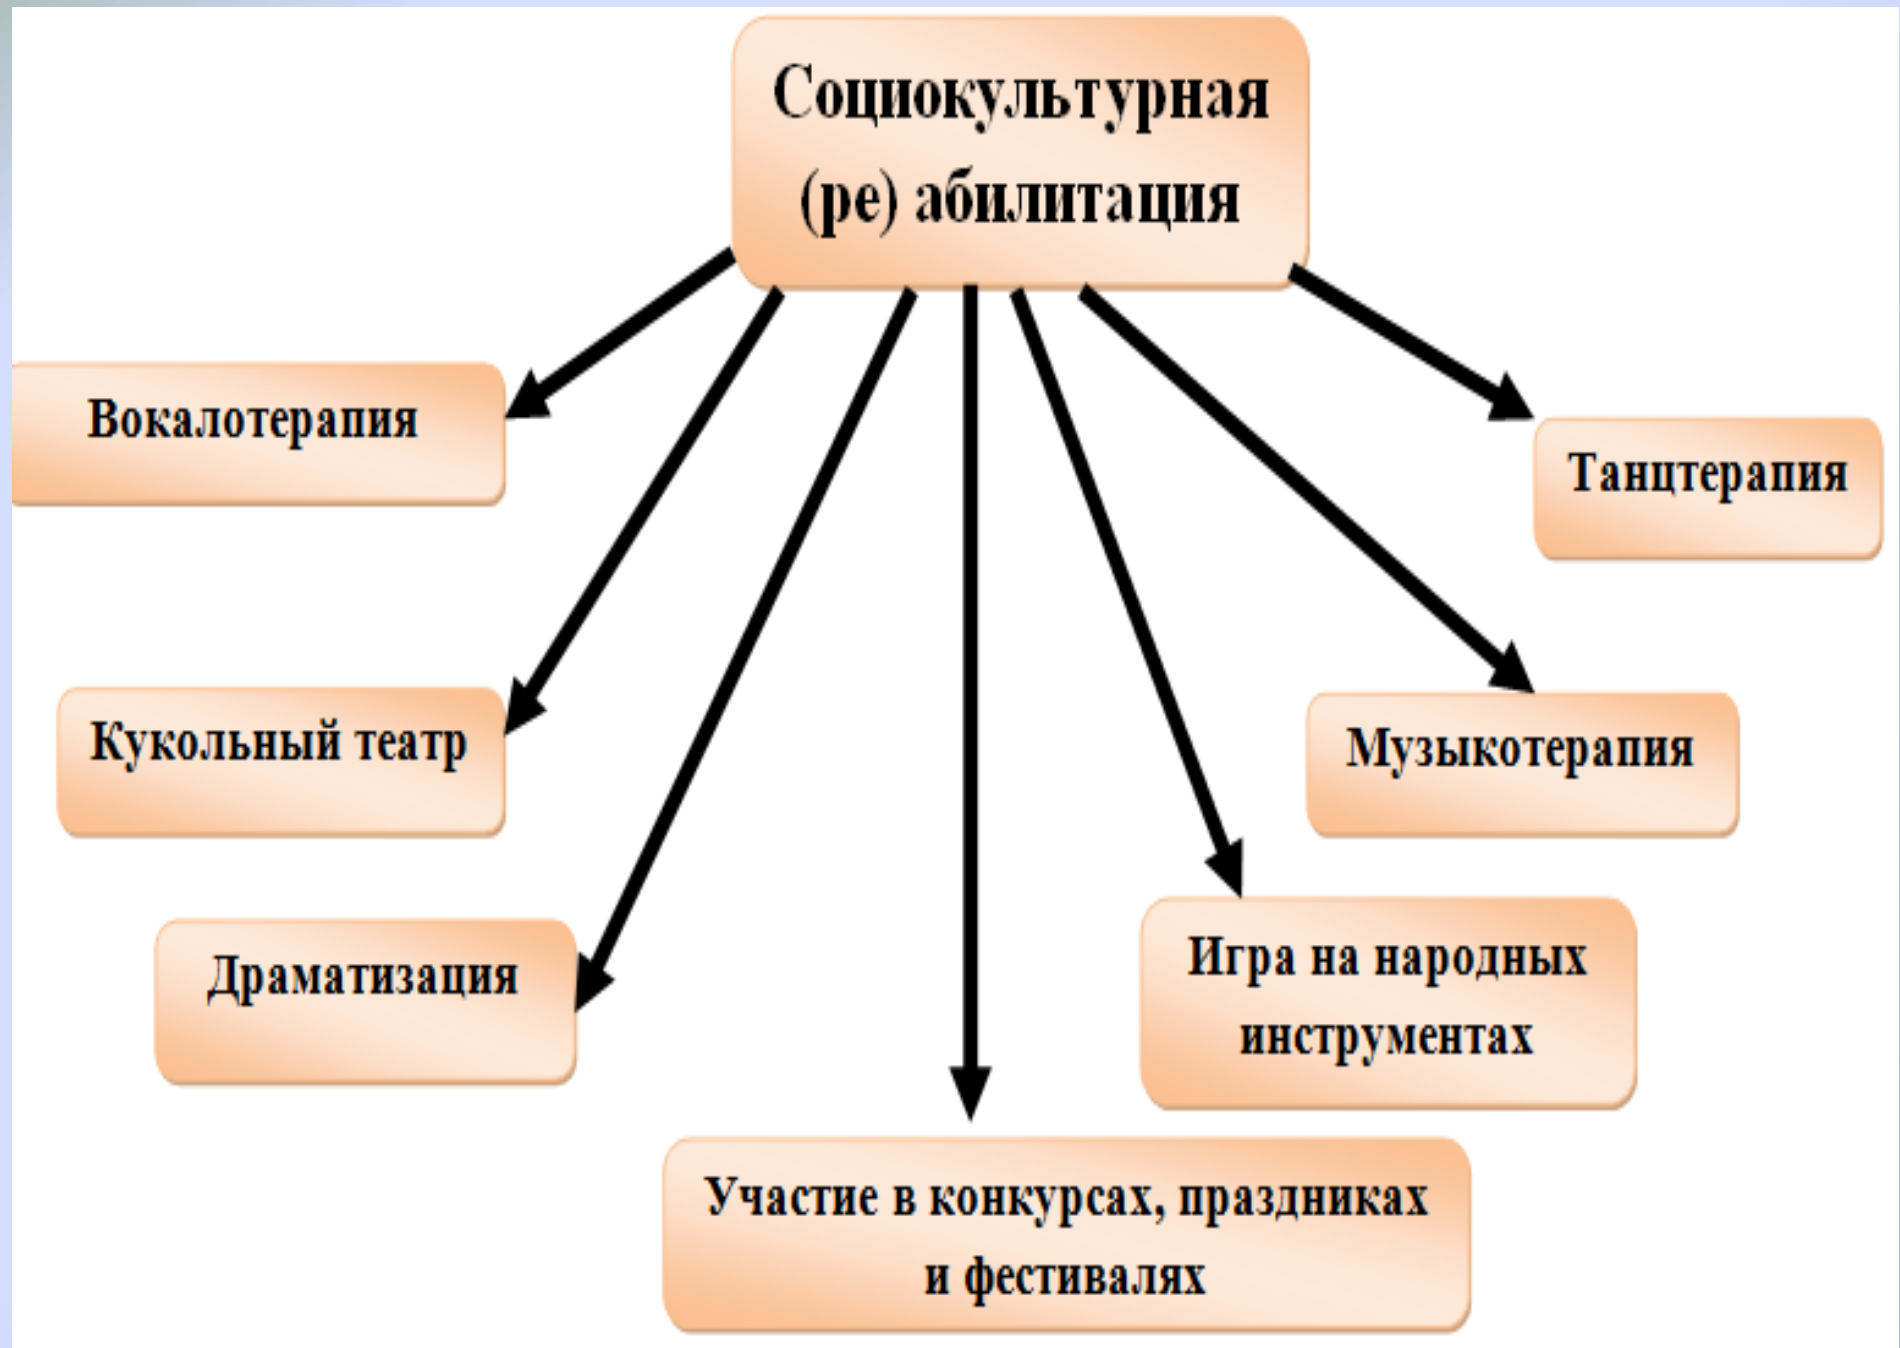 Социокультурная
(ре) абилитация
Вокалотерапия
Танцтерапия
Кукольный театр
Музыкотерапия
Драматизация
Игра на народных
инструментах
Участие в конкурсах, праздниках
и фестивалях